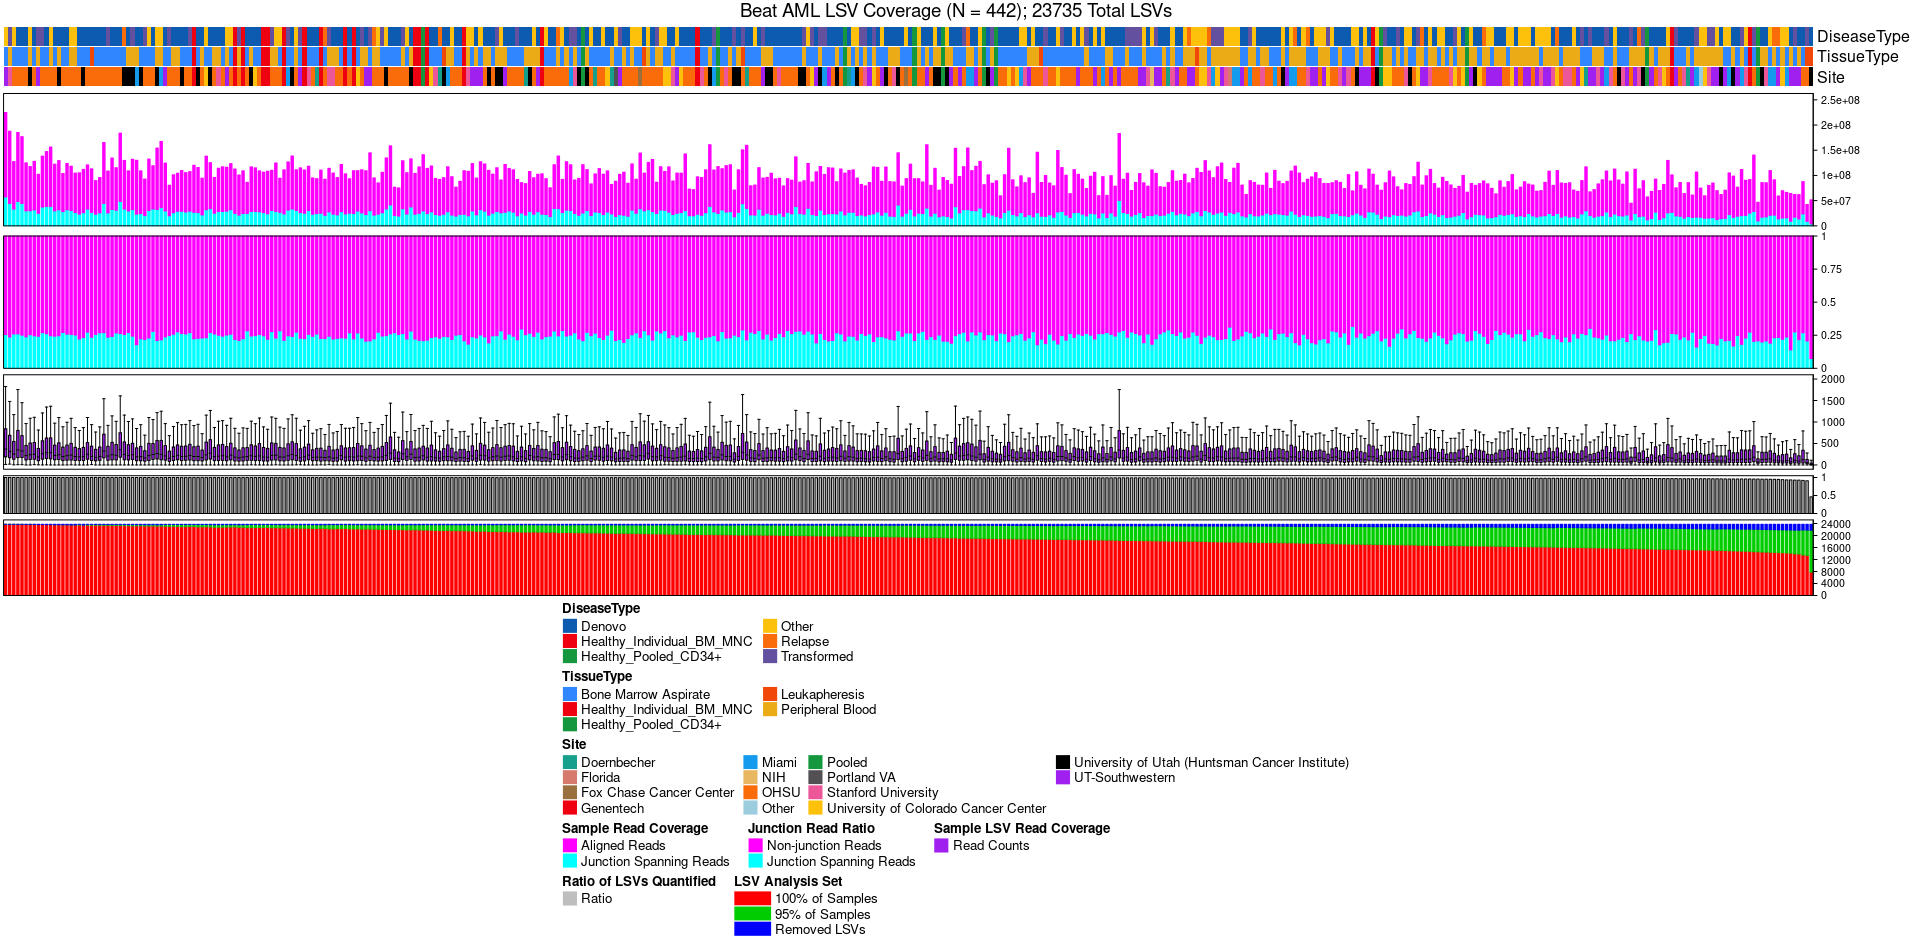 Beat AML LSV Coverage (N = 442); 23735 Total LSVs
DiseaseType
TissueType
Site
2.5e+08
2e+08
1.5e+08
1e+08
5e+07
0
1
0.75
0.5
0.25
0
2000
1500
1000
500
0
1
0.5
0
24000
20000
16000
12000
8000
4000
0
DiseaseType
Denovo Other
Healthy_Individual_BM_MNC Relapse
Healthy_Pooled_CD34+ Transformed
TissueType
Bone Marrow Aspirate Leukapheresis
Healthy_Individual_BM_MNC Peripheral Blood
Healthy_Pooled_CD34+
Site
Doernbecher Miami Pooled University of Utah (Huntsman Cancer Institute)
Florida NIH Portland VA UT-Southwestern
Fox Chase Cancer Center OHSU Stanford University
Genentech Other University of Colorado Cancer Center
Sample Read Coverage Junction Read Ratio Sample LSV Read Coverage
Aligned Reads Non-junction Reads Read Counts
Junction Spanning Reads Junction Spanning Reads
Ratio of LSVs Quantified LSV Analysis Set
Ratio 100% of Samples
95% of Samples
Removed LSVs